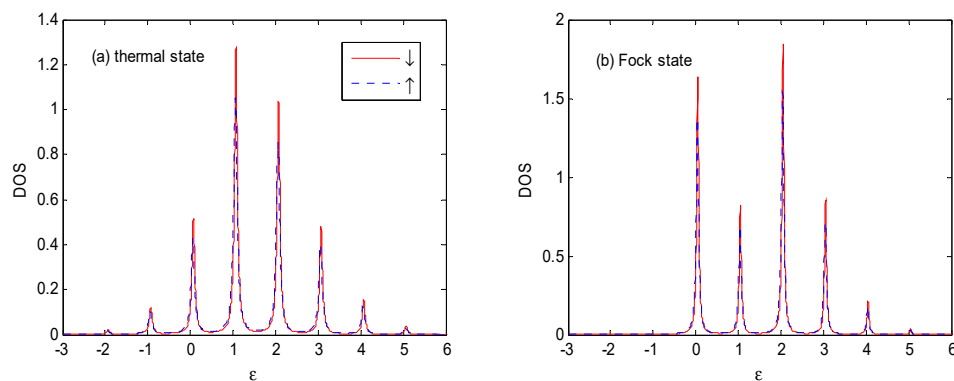 1.4
1.2
1
0.8
0.6
0.4
0.2
0
DOS
(a) thermal state
↓
↑
-3 -2 -1 0 1 2 3 4 5 6
ε
2
1.5
1
0.5
0
DOS
(b) Fock state
-3 -2 -1 0 1 2 3 4 5 6
ε